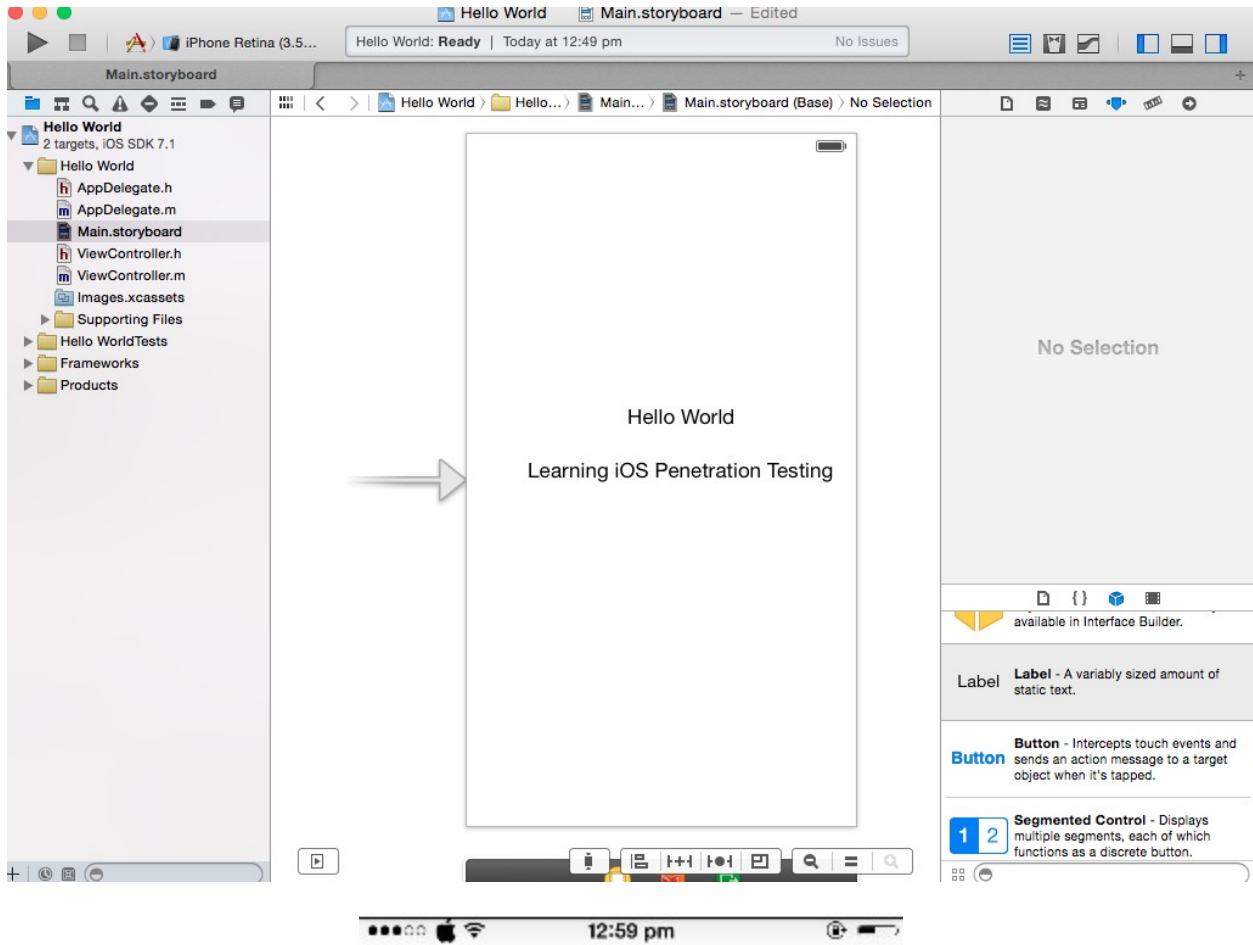 Hello World
Main.storyboard — Edited
iPhone Retina (3.5...
Hello World: Ready | Today at 12:49 pm
No Issues
Main.storyboard
Hello World
2 targets, iOS SDK 7.1
Hello World
AppDelegate.h
AppDelegate.m
Main.storyboard
ViewController.h
ViewController.m
Images.xcassets
Supporting Files
Hello WorldTests
Frameworks
Products
Hello World
Hello...
Main...
Main.storyboard (Base)
No Selection
Hello World
Learning iOS Penetration Testing
No Selection
available in Interface Builder.
Label
Label - A variably sized amount of
static text.
Button
Button - Intercepts touch events and
sends an action message to a target
object when it's tapped.
1 2
Segmented Control - Displays
multiple segments, each of which
functions as a discrete button.
12:59 pm